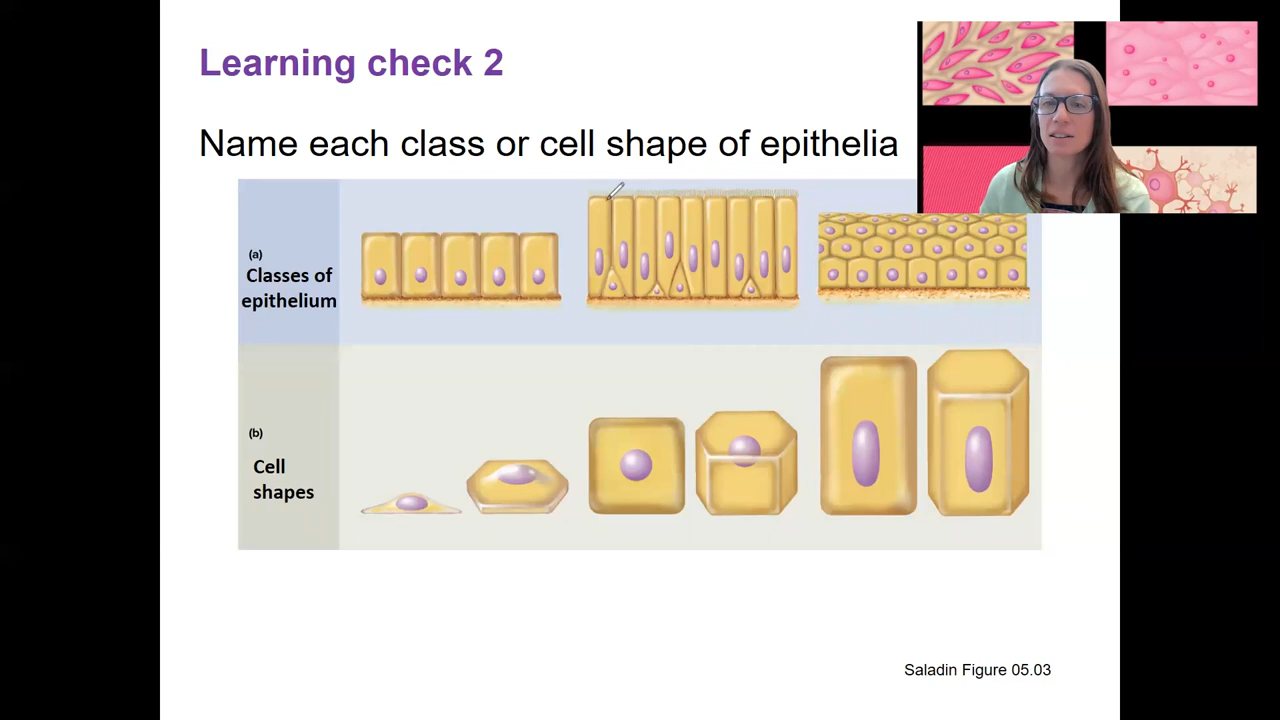 Learning check 2
Name each class or cell shape of epithelia
(a)
Classes of
epithelium
(b)
Cell
shapes
Saladin Figure 05.03